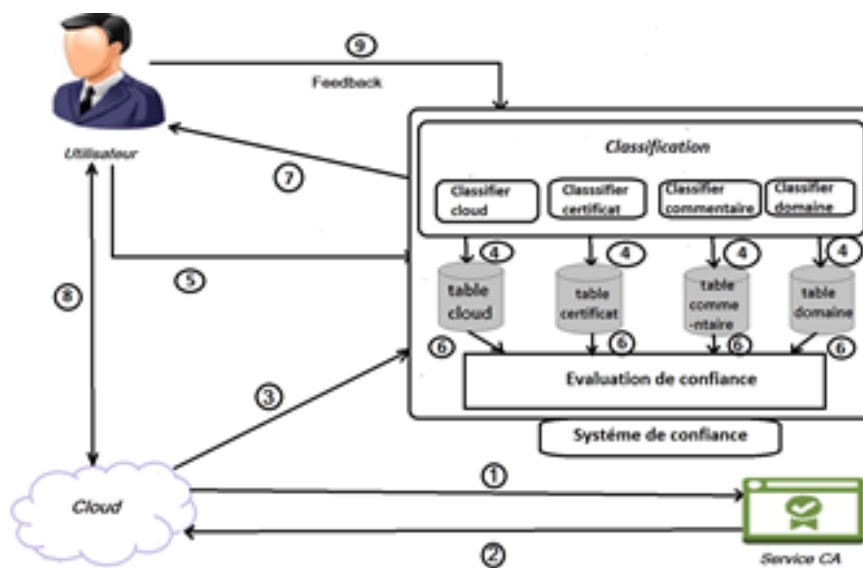 9
Feedback
Utilisateur
Classification
Classifier
cloud
Classsifier
certificat
Classifier
commentaire
Classifier
domaine
7
4
4
4
4
5
table
cloud
table
certificat
table
comme
-ntaire
table
domaine
8
6
6
6
6
Evaluation de confiance
3
Systéme de confiance
Cloud
1
2
Service CA